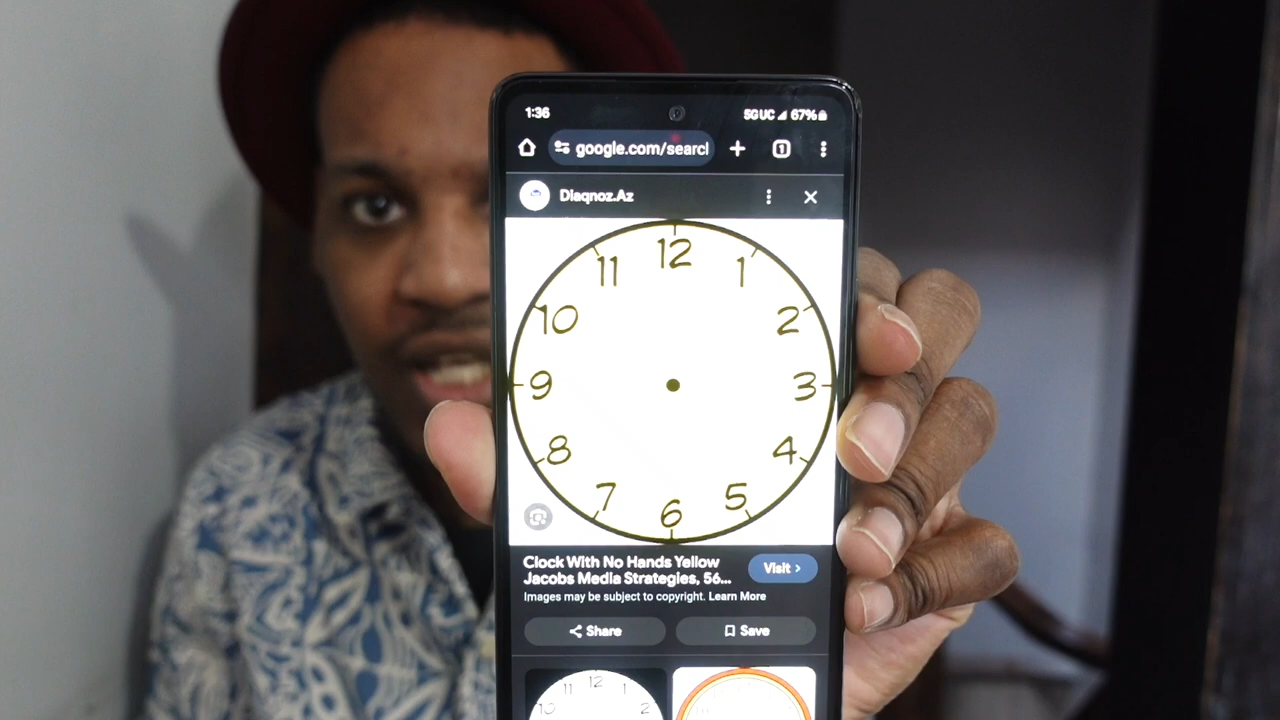 1:36 5G UC 67%
google.com/searcl
1
Diaqnoz.Az
12
11 1
10 2
9 3
8 4
7 5
6
Clock With No Hands Yellow Visit >
Jacobs Media Strategies, 56...
Images may be subject to copyright. Learn More
Share Save
11 12 1
10 2